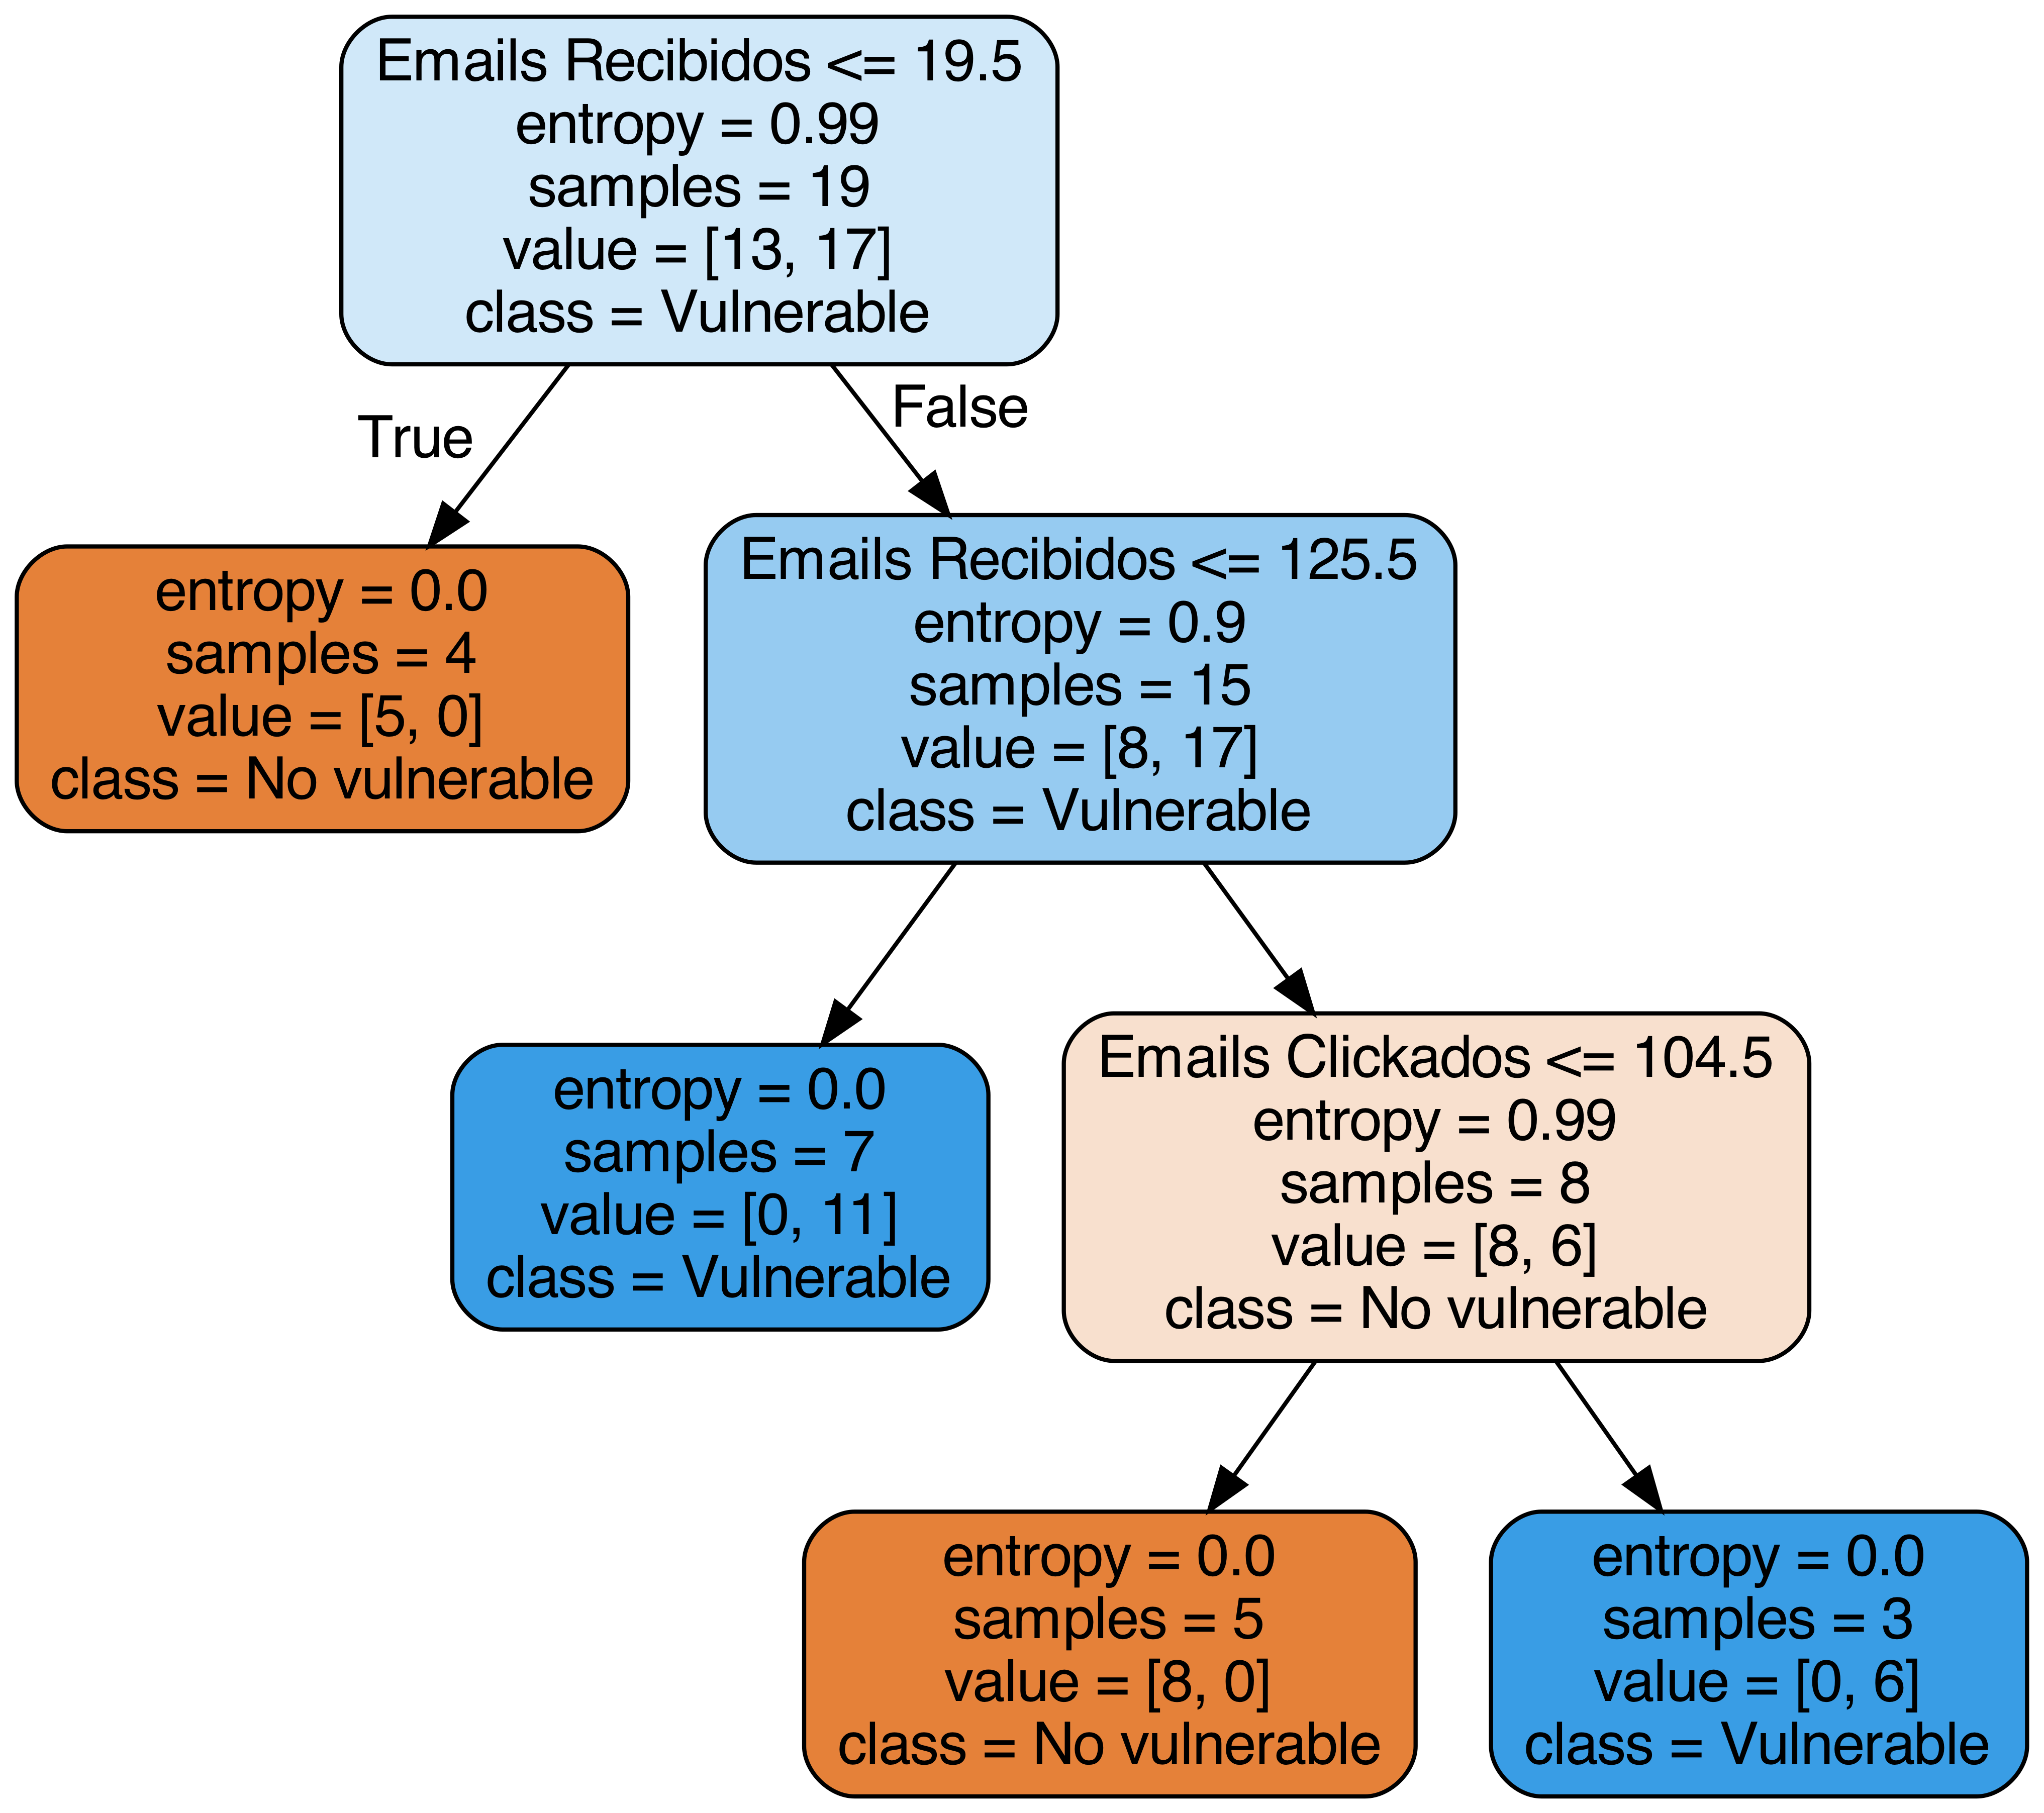 Emails Recibidos <= 19.5
entropy = 0.99
samples = 19
value = [13, 17]
class = Vulnerable
True
False
entropy = 0.0
samples = 4
value = [5, 0]
class = No vulnerable
Emails Recibidos <= 125.5
entropy = 0.9
samples = 15
value = [8, 17]
class = Vulnerable
entropy = 0.0
samples = 7
value = [0, 11]
class = Vulnerable
Emails Clickados <= 104.5
entropy = 0.99
samples = 8
value = [8, 6]
class = No vulnerable
entropy = 0.0
samples = 5
value = [8, 0]
class = No vulnerable
entropy = 0.0
samples = 3
value = [0, 6]
class = Vulnerable